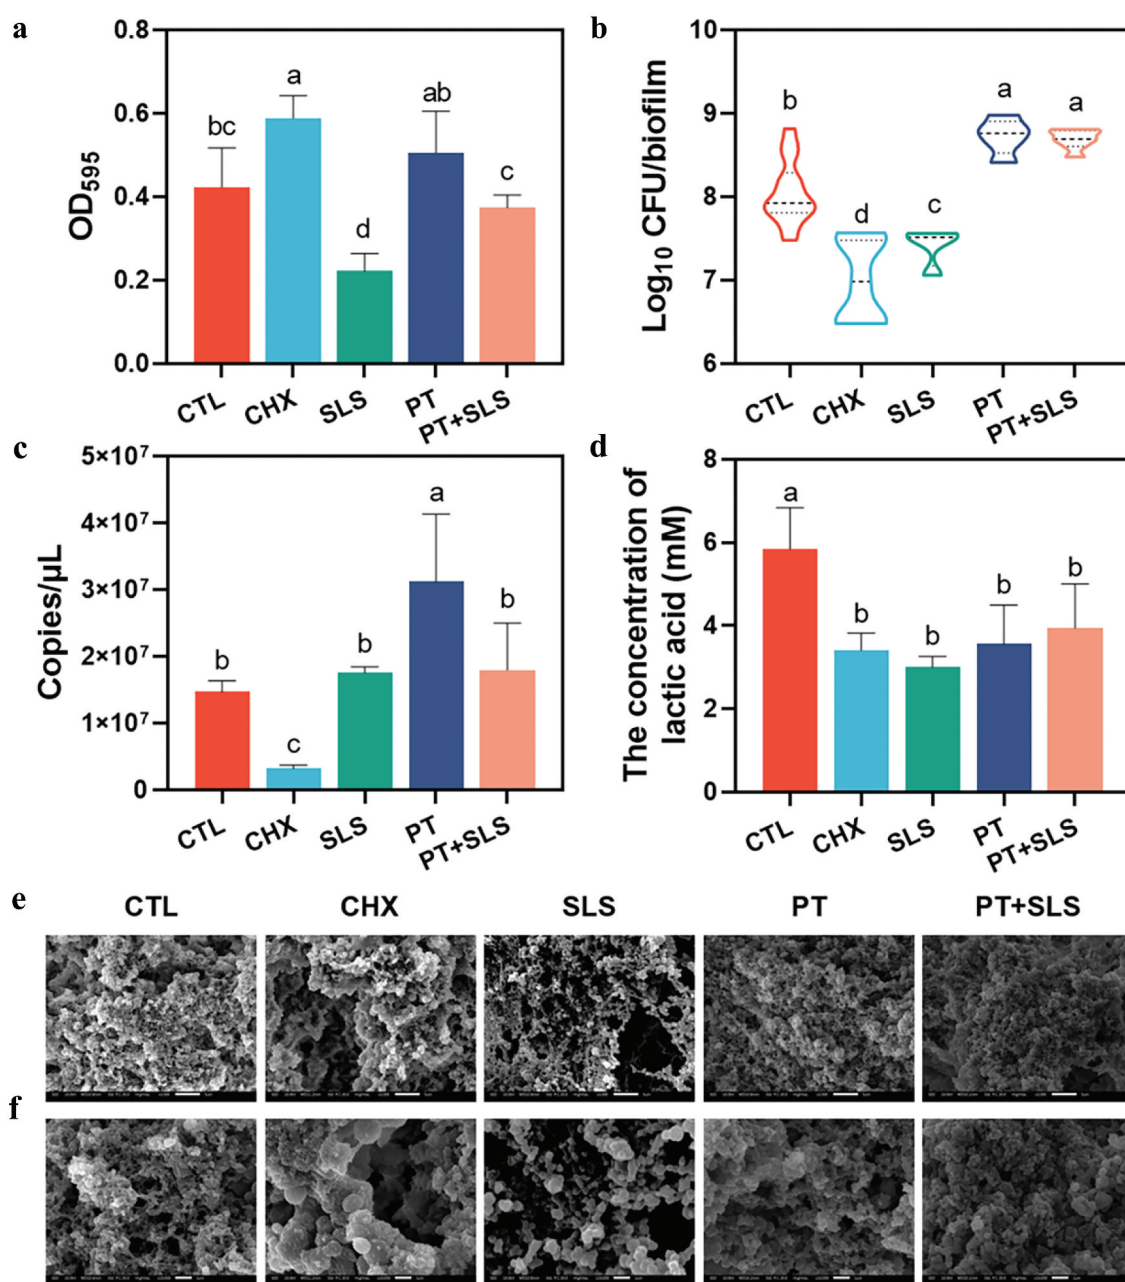 a
0.8
0.6
0.4
0.2
0.0
OD595
bc
a
d
ab
c
CTL
CHX
SLS
PT
PT+SLS
b
10
9
8
7
6
Log10 CFU/biofilm
b
d
c
a
a
CTL
CHX
SLS
PT
PT+SLS
c
5×10⁷
4×10⁷
3×10⁷
2×10⁷
1×10⁷
0
Copies/µL
b
c
b
a
b
CTL
CHX
SLS
PT
PT+SLS
d
8
6
4
2
0
The concentration of
lactic acid (mM)
a
b
b
b
b
CTL
CHX
SLS
PT
PT+SLS
e
CTL CHX SLS PT PT+SLS
f